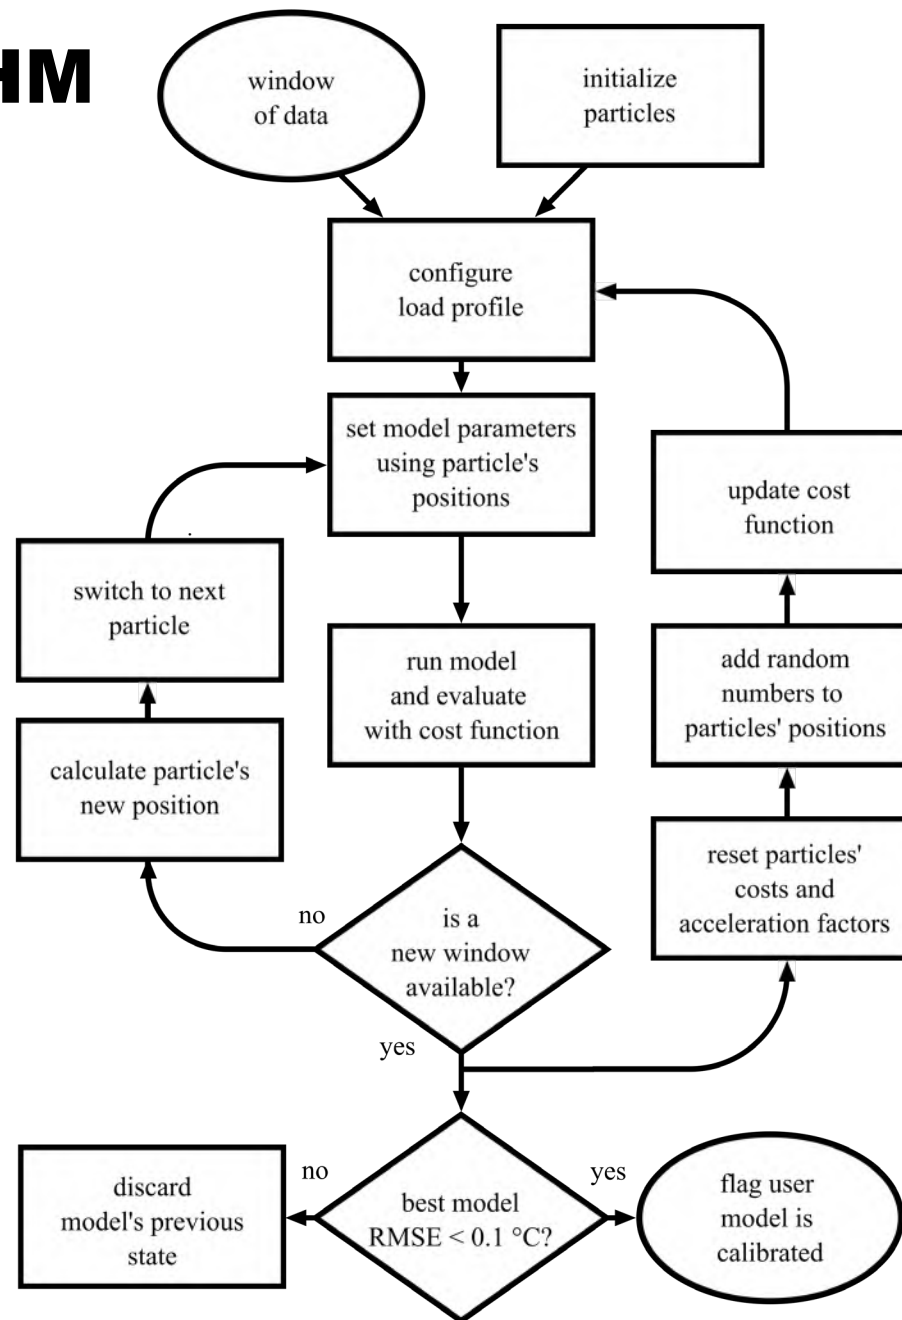 HM
window
of data
initialize
particles
configure
load profile
set model parameters
using particle's
positions
update cost
function
switch to next
particle
run model
and evaluate
with cost function
add random
numbers to
particles' positions
calculate particle's
new position
reset particles'
costs and
acceleration factors
no
is a
new window
available?
yes
discard
model's previous
state
no
best model
RMSE < 0.1 °C?
yes
flag user
model is
calibrated